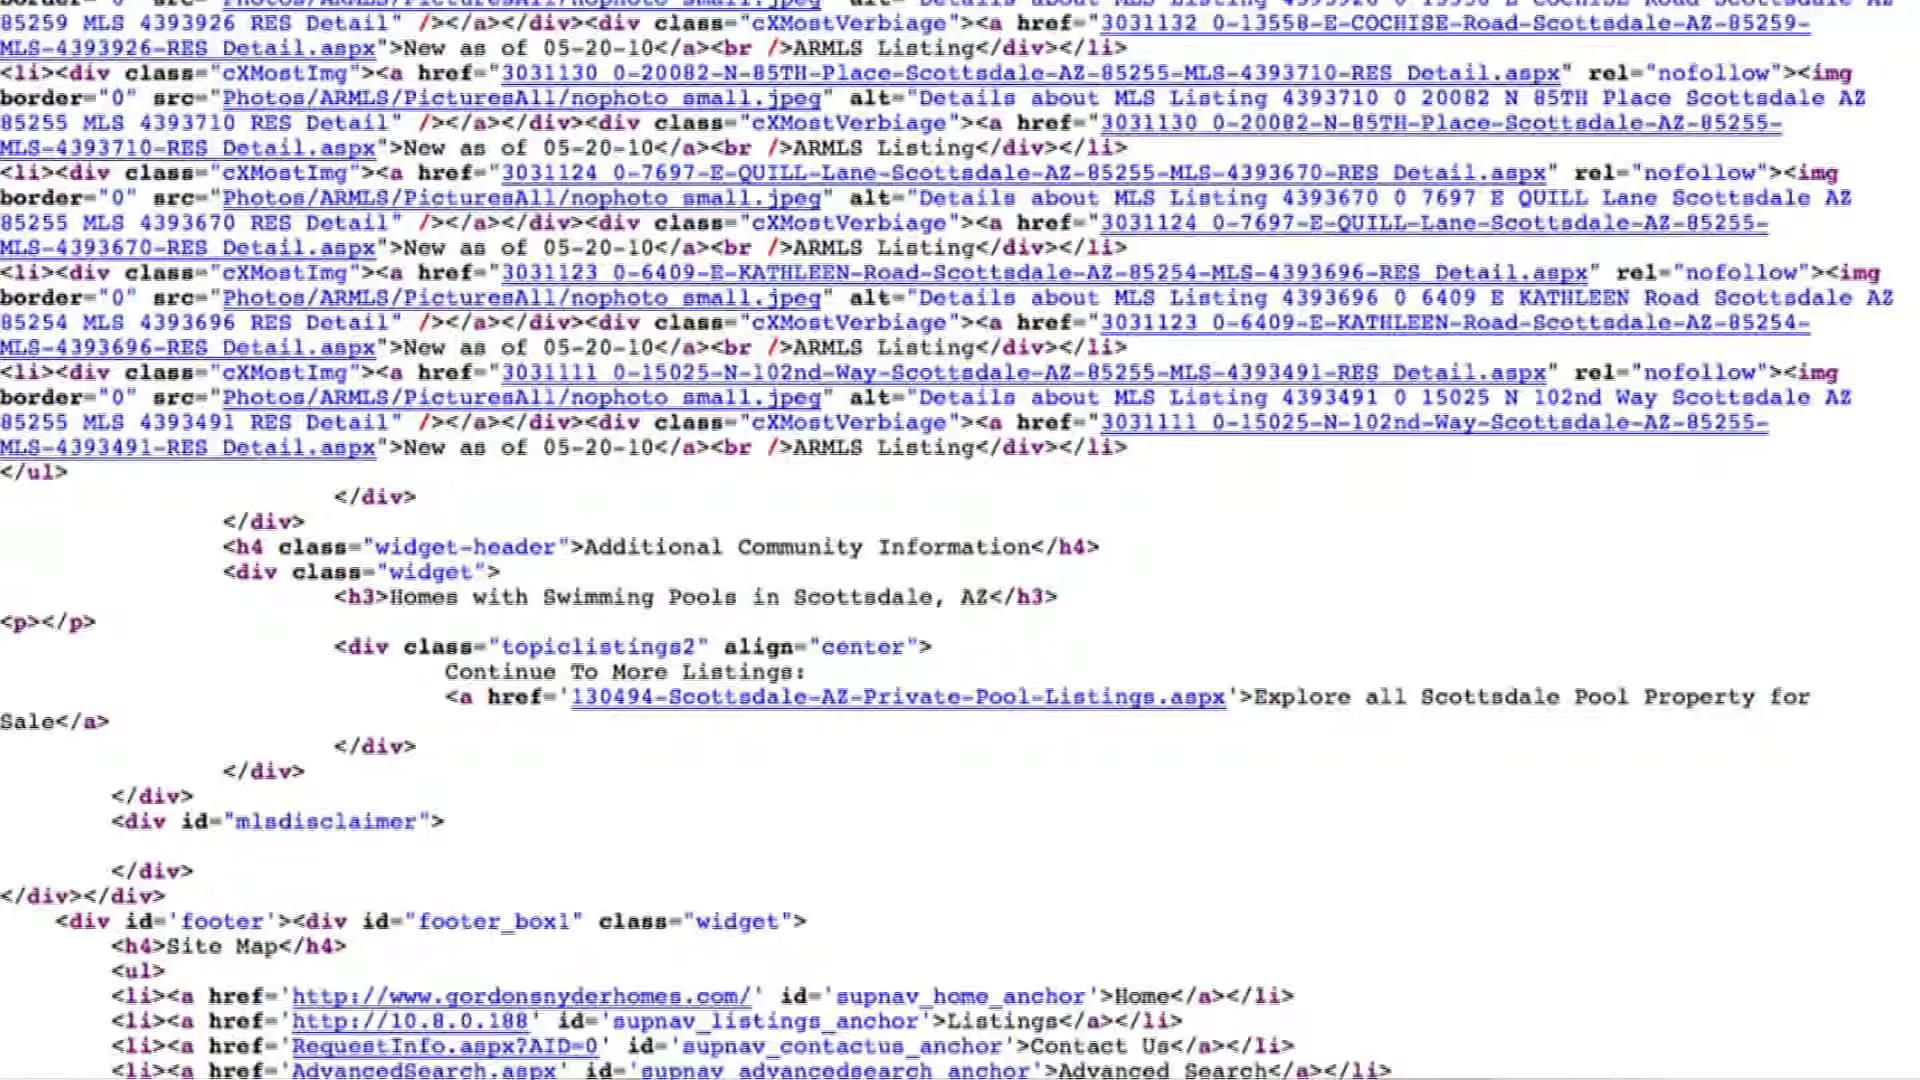 85259 MLS 4393926 RES Detail" /></a></div><div class="cXMostVerbiage"><a href="3031132_0-13558-E-COCHISE-Road-Scottsdale-AZ-85259-
MLS-4393926-RES_Detail.aspx">New as of 05-20-10</a><br />ARMLS Listing</div></li>
<li><div class="cXMostImg"><a href="3031130_0-20082-N-85TH-Place-Scottsdale-AZ-85255-MLS-4393710-RES_Detail.aspx" rel="nofollow"><img
border="0" src="Photos/ARMLS/PicturesAll/nophoto_small.jpeg" alt="Details about MLS Listing 4393710 0 20082 N 85TH Place Scottsdale AZ
85255 MLS 4393710 RES Detail" /></a></div><div class="cXMostVerbiage"><a href="3031130_0-20082-N-85TH-Place-Scottsdale-AZ-85255-
MLS-4393710-RES_Detail.aspx">New as of 05-20-10</a><br />ARMLS Listing</div></li>
<li><div class="cXMostImg"><a href="3031124_0-7697-E-QUILL-Lane-Scottsdale-AZ-85255-MLS-4393670-RES_Detail.aspx" rel="nofollow"><img
border="0" src="Photos/ARMLS/PicturesAll/nophoto_small.jpeg" alt="Details about MLS Listing 4393670 0 7697 E QUILL Lane Scottsdale AZ
85255 MLS 4393670 RES Detail" /></a></div><div class="cXMostVerbiage"><a href="3031124_0-7697-E-QUILL-Lane-Scottsdale-AZ-85255-
MLS-4393670-RES_Detail.aspx">New as of 05-20-10</a><br />ARMLS Listing</div></li>
<li><div class="cXMostImg"><a href="3031123_0-6409-E-KATHLEEN-Road-Scottsdale-AZ-85254-MLS-4393696-RES_Detail.aspx" rel="nofollow"><img
border="0" src="Photos/ARMLS/PicturesAll/nophoto_small.jpeg" alt="Details about MLS Listing 4393696 0 6409 E KATHLEEN Road Scottsdale AZ
85254 MLS 4393696 RES Detail" /></a></div><div class="cXMostVerbiage"><a href="3031123_0-6409-E-KATHLEEN-Road-Scottsdale-AZ-85254-
MLS-4393696-RES_Detail.aspx">New as of 05-20-10</a><br />ARMLS Listing</div></li>
<li><div class="cXMostImg"><a href="3031111_0-15025-N-102nd-Way-Scottsdale-AZ-85255-MLS-4393491-RES_Detail.aspx" rel="nofollow"><img
border="0" src="Photos/ARMLS/PicturesAll/nophoto_small.jpeg" alt="Details about MLS Listing 4393491 0 15025 N 102nd Way Scottsdale AZ
85255 MLS 4393491 RES Detail" /></a></div><div class="cXMostVerbiage"><a href="3031111_0-15025-N-102nd-Way-Scottsdale-AZ-85255-
MLS-4393491-RES_Detail.aspx">New as of 05-20-10</a><br />ARMLS Listing</div></li>
</ul>
</div>
</div>
<h4 class="widget-header">Additional Community Information</h4>
<div class="widget">
<h3>Homes with Swimming Pools in Scottsdale, AZ</h3>
<p></p>
<div class="topiclistings2" align="center">
Continue To More Listings:
<a href='130494-Scottsdale-AZ-Private-Pool-Listings.aspx'>Explore all Scottsdale Pool Property for
Sale</a>
</div>
</div>
</div>
<div id="mlsdisclaimer">
</div>
</div></div>
<div id='footer'><div id="footer_box1" class="widget">
<h4>Site Map</h4>
<ul>
<li><a href='http://www.gordonsnyderhomes.com/' id='supnav_home_anchor'>Home</a></li>
<li><a href='http://10.8.0.188' id='supnav_listings_anchor'>Listings</a></li>
<li><a href='RequestInfo.aspx?AID=0' id='supnav_contactus_anchor'>Contact Us</a></li>
<li><a href='AdvancedSearch.aspx' id='supnav_advancedsearch_anchor'>Advanced Search</a></li>